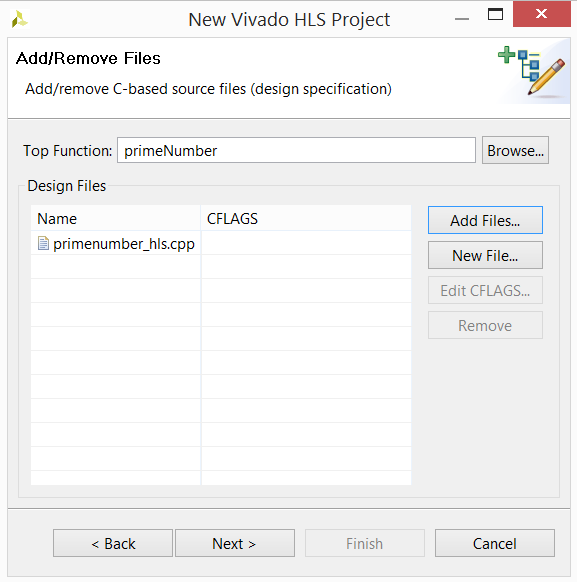 New Vivado HLS Project
Add/Remove Files
Add/remove C-based source files (design specification)
Top Function: primeNumber Browse...
Design Files
Name CFLAGS Add Files...
primenumber_hls.cpp New File...
Edit CFLAGS...
Remove
< Back Next > Finish Cancel